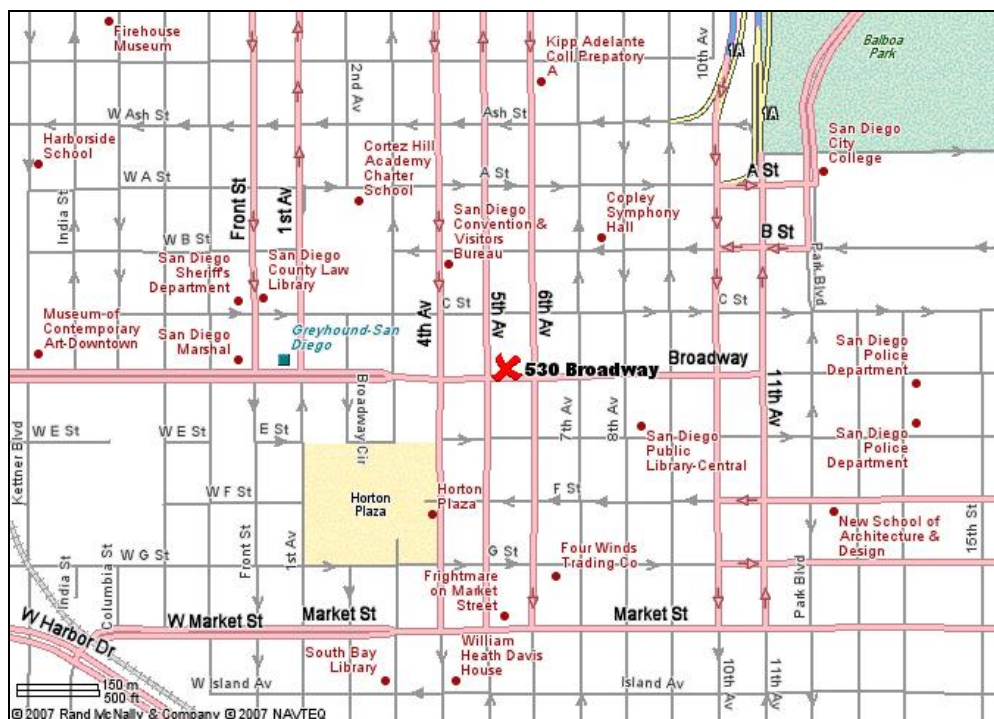 Firehouse
Museum
2nd Av
Kipp Adelante
Coll Prepatory
A
10th Av
1A
Balboa
Park
W Ash St
Ash St
1A
Harborside
School
Cortez Hill
Academy
Charter
School
San Diego
City
College
W A St
A St
A St
India St
Front St
1st Av
San Diego
Convention &
Visitors
Bureau
Copley
Symphony
Hall
W B St
B St
Park Blvd
San Diego
Sheriff's
Department
San Diego
County Law
Library
4th Av
5th Av
6th Av
C St
C St
Museum-of
Contemporary
Art-Downtown
San Diego
Marshal
Greyhound-San
Diego
Broadway
530 Broadway
San Diego
Police
Department
Broadway Cir
11th Av
7th Av
8th Av
Kettner Blvd
W E St
W E St
E St
San Diego
Public
Library-Central
San Diego
Police
Department
W F St
Horton
Plaza
Horton
Plaza
F St
New School of
Architecture &
Design
15th St
W G St
Front St
1st Av
G St
Four Winds
Trading Co
India St
Columbia St
Frightmare
on Market
Street
Park Blvd
W Harbor Dr
W Market St
Market St
Market St
South Bay
Library
William
Heath Davis
House
W Island Av
Island Av
10th Av
11th Av
150 m
500 ft
© 2007 Rand McNally & Company © 2007 NAVTEQ